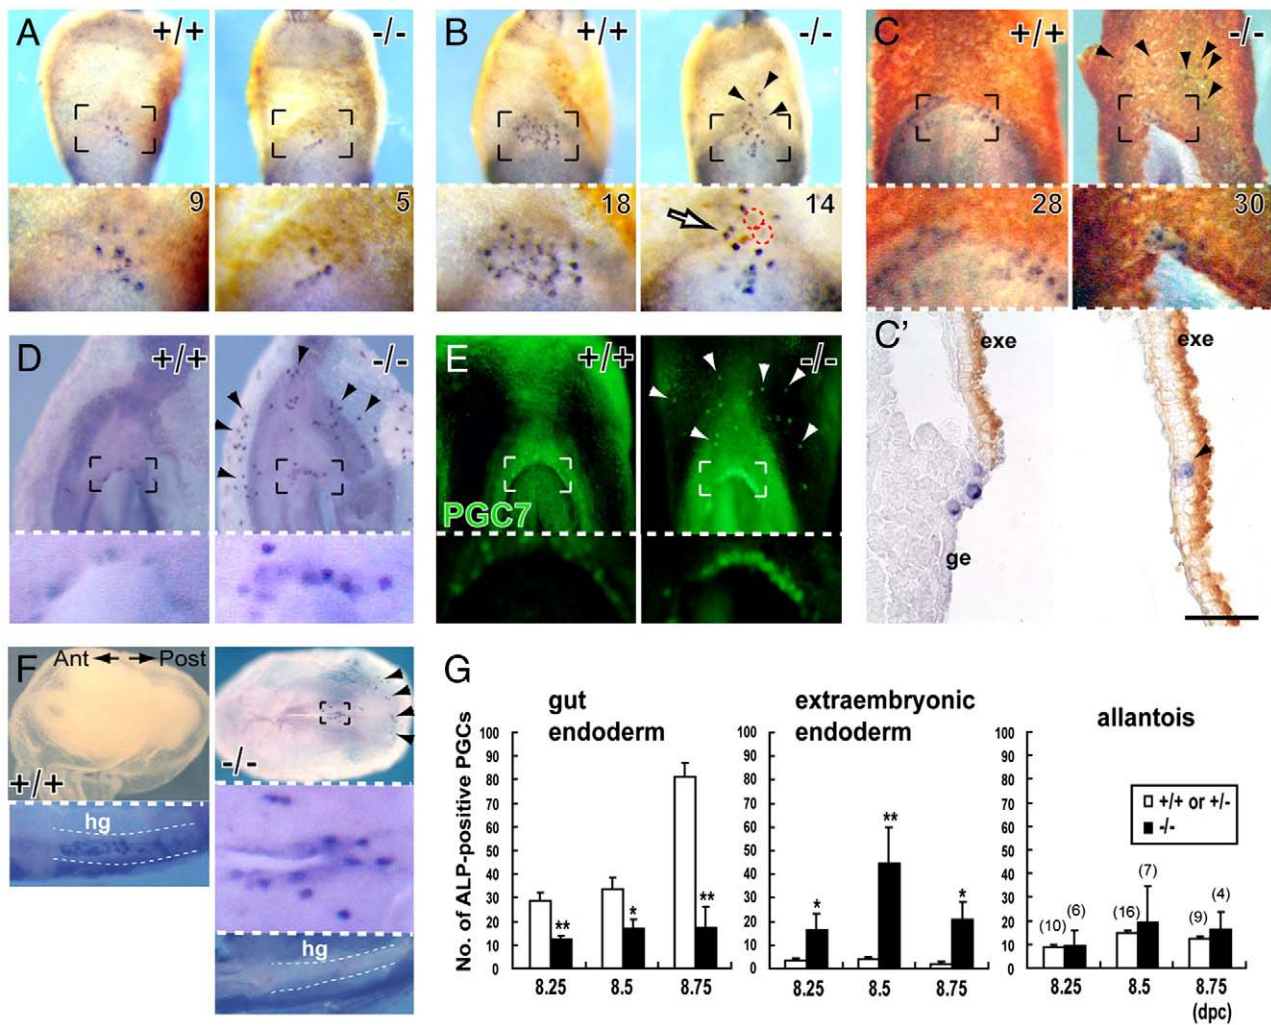 A +/+ -/- B +/+ -/- C +/+ -/-
9 5 18 14 28 30
D +/+ -/- E +/+ -/- C'
exe exe
PGC7
ge
F Ant Post
+/+ -/-
hg
hg
G
gut endoderm
extraembryonic endoderm
allantois
No. of ALP-positive PGCs
100 90 80 70 60 50 40 30 20 10 0
** * **
8.25 8.5 8.75
100 90 80 70 60 50 40 30 20 10 0
* ** *
8.25 8.5 8.75
100 90 80 70 60 50 40 30 20 10 0
+/+ or +/-
-/-
(10) (6) (16) (7) (9) (4)
8.25 8.5 8.75
(dpc)